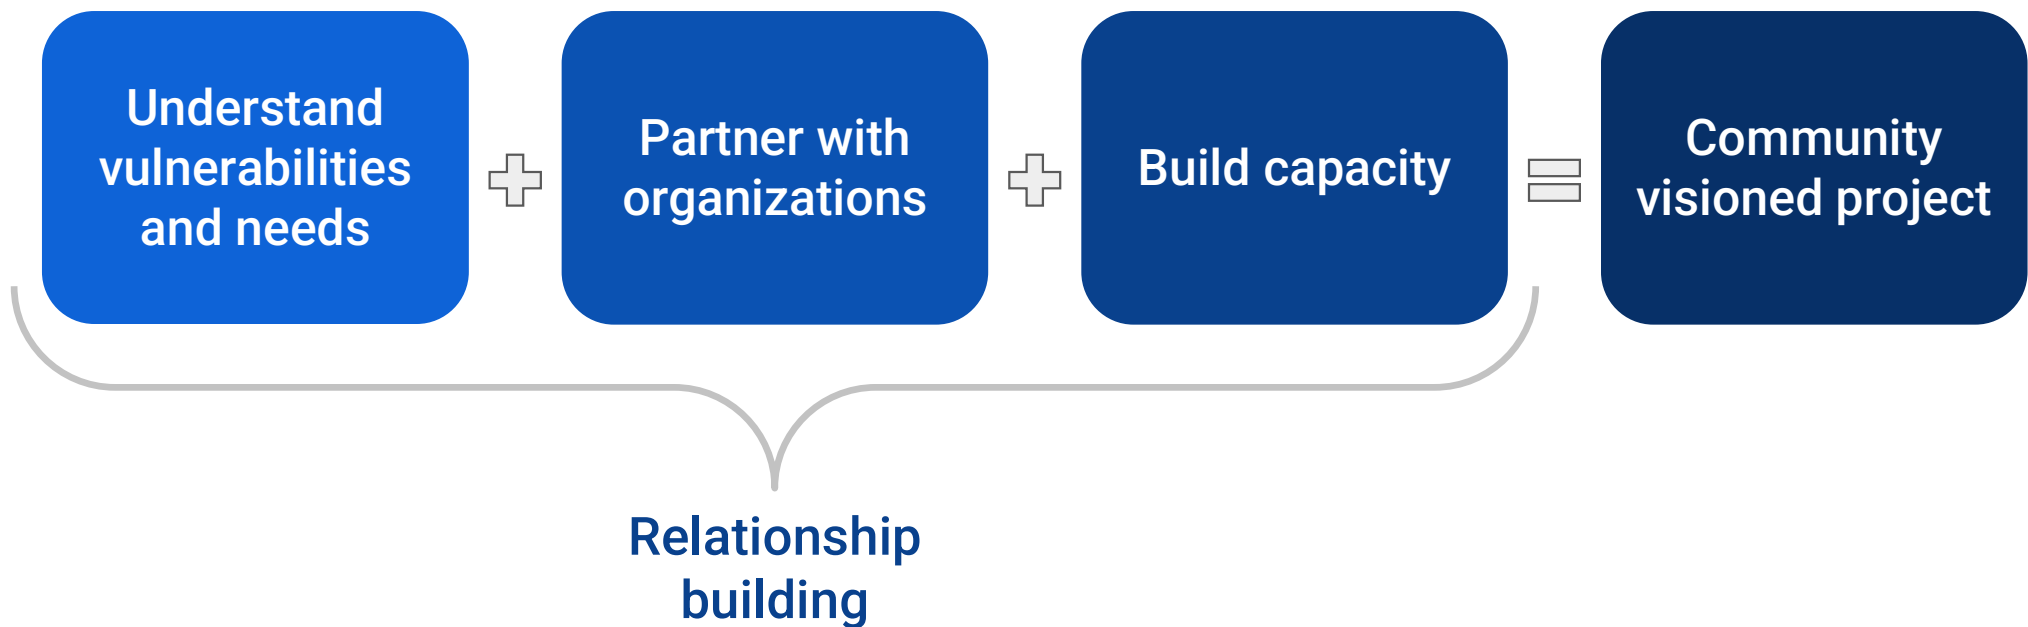 Understand
vulnerabilities
and needs
Partner with
organizations
Build capacity
Community
visioned project
Relationship
building